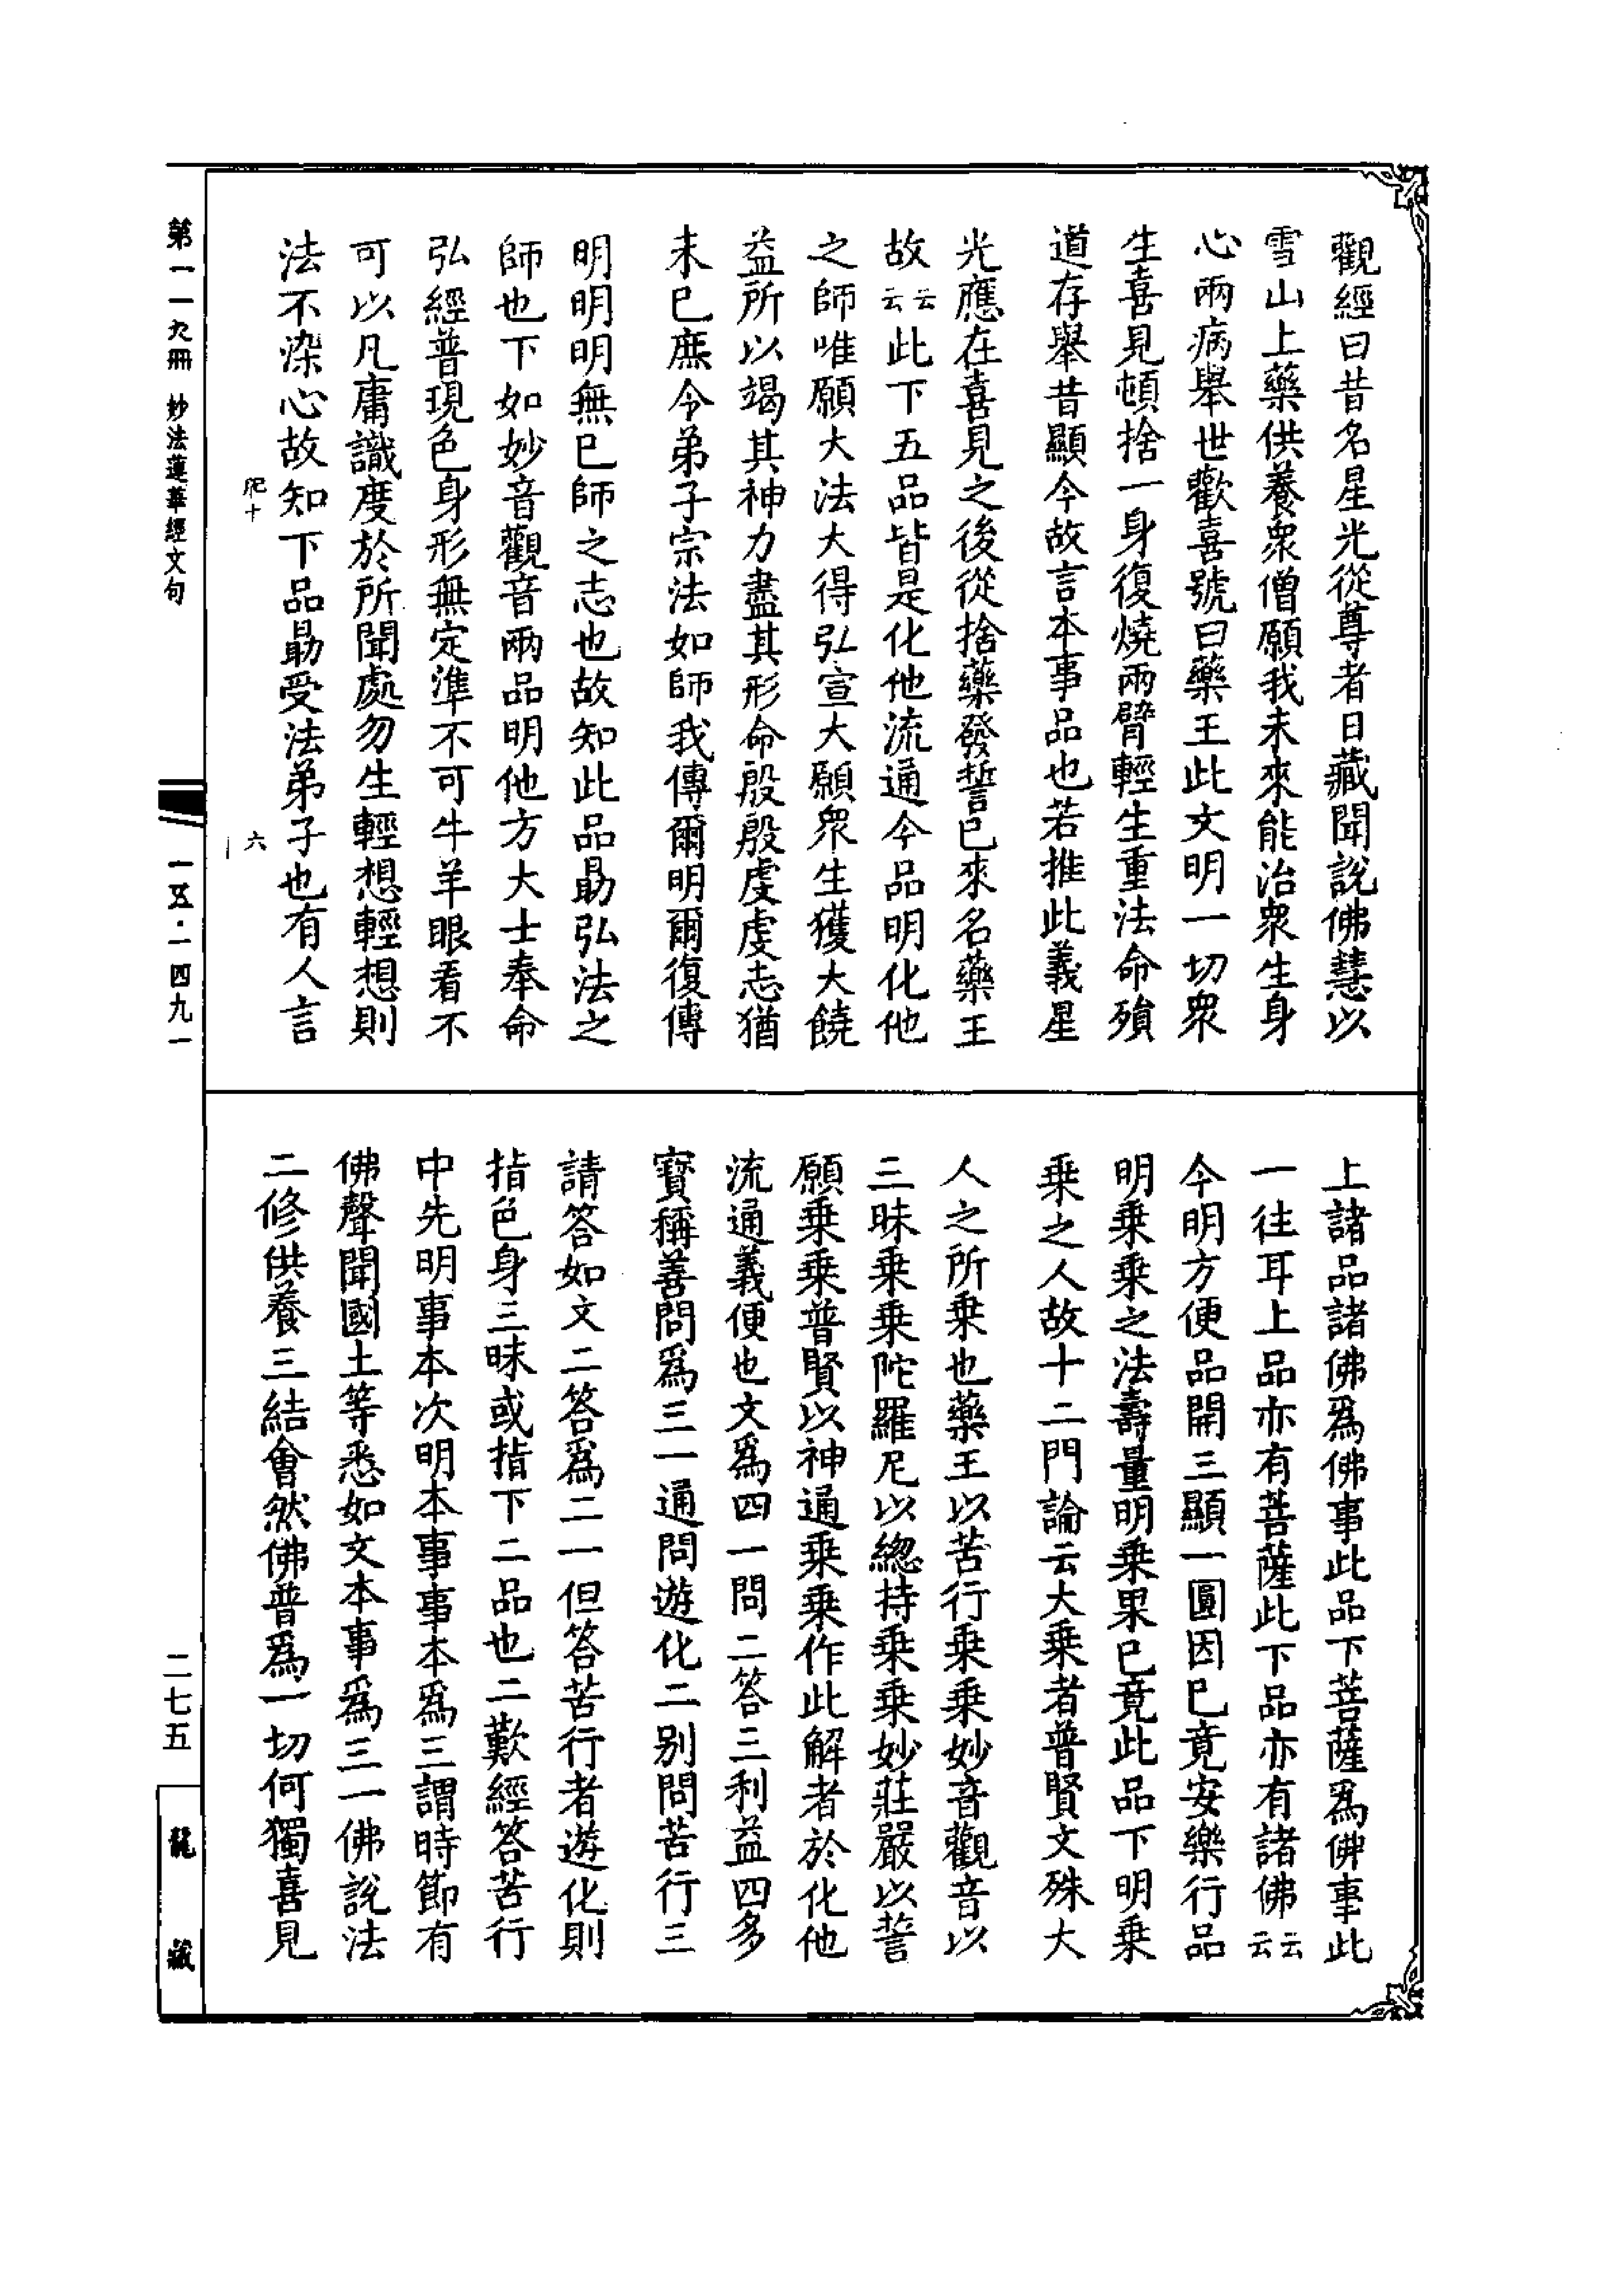 觀經曰昔名星光從尊者日藏聞說佛慧以
雪山上藥供養衆僧願我未來能治衆生身
心兩病舉世歡喜號曰藥王此文明一切衆
生喜見頓捨一身復燒兩臂輕生重法命殞
道存舉昔顯今故言本事品也若推此義星
光應在喜見之後從捨藥發誓已來名藥王
故云云此下五品皆是化他流通今品明化他
之師唯願大法大得弘宣大願衆生獲大饒
益所以竭其神力盡其形命殷殷虔虔志猶
未已庶令弟子宗法如師我傳爾明爾復傳
明明明無已師之志也故知此品勗弘法之
師也下如妙音觀音兩品明他方大士奉命
弘經普現色身形無定準不可牛羊眼看不
可以凡庸識度於所聞處勿生輕想輕想則
法不染心故知下品勗受法弟子也有人言
上諸品諸佛爲佛事此品下菩薩爲佛事此
一往耳上品亦有菩薩此下品亦有諸佛云云
今明方便品開三顯一圓因已竟安樂行品
明乘乘之法壽量明乘果已竟此品下明乘
乘之人故十二門論云大乘者普賢文殊大
人之所乘也藥王以苦行乘乘妙音觀音以
三昧乘乘陀羅尼以緫持乘乘妙莊嚴以誓
願乘乘普賢以神通乘乘作此解者於化他
流通義便也文爲四一問二答三利益四多
寶稱善問爲三一通問遊化二別問苦行三
請答如文二答爲二一但答苦行者遊化則
指色身三昧或指下二品也二歎經答苦行
中先明事本次明本事事本爲三謂時節有
佛聲聞國土等悉如文本事爲三一佛說法
二修供養三結會然佛普爲一切何獨喜見
肥十
六
第一一九冊 妙法蓮華經文句
一五·一四九一
二七五
龍藏